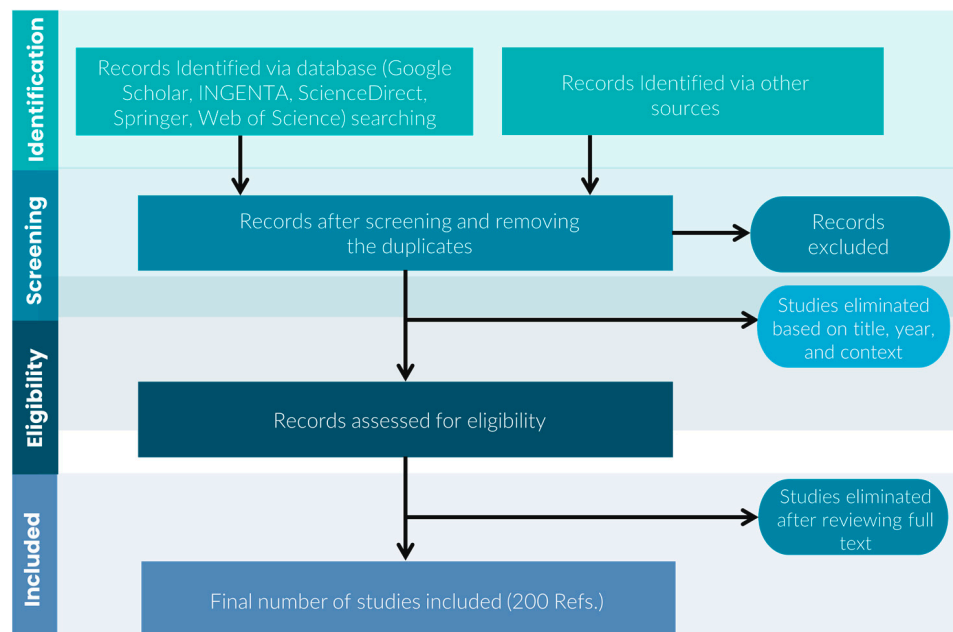 Identification
Records Identified via database (Google
Scholar, INGENTA, ScienceDirect,
Springer, Web of Science) searching
Records Identified via other
sources
Screening
Records after screening and removing
the duplicates
Records
excluded
Studies eliminated
based on title, year,
and context
Eligibility
Records assessed for eligibility
Studies eliminated
after reviewing full
text
Included
Final number of studies included (200 Refs.)